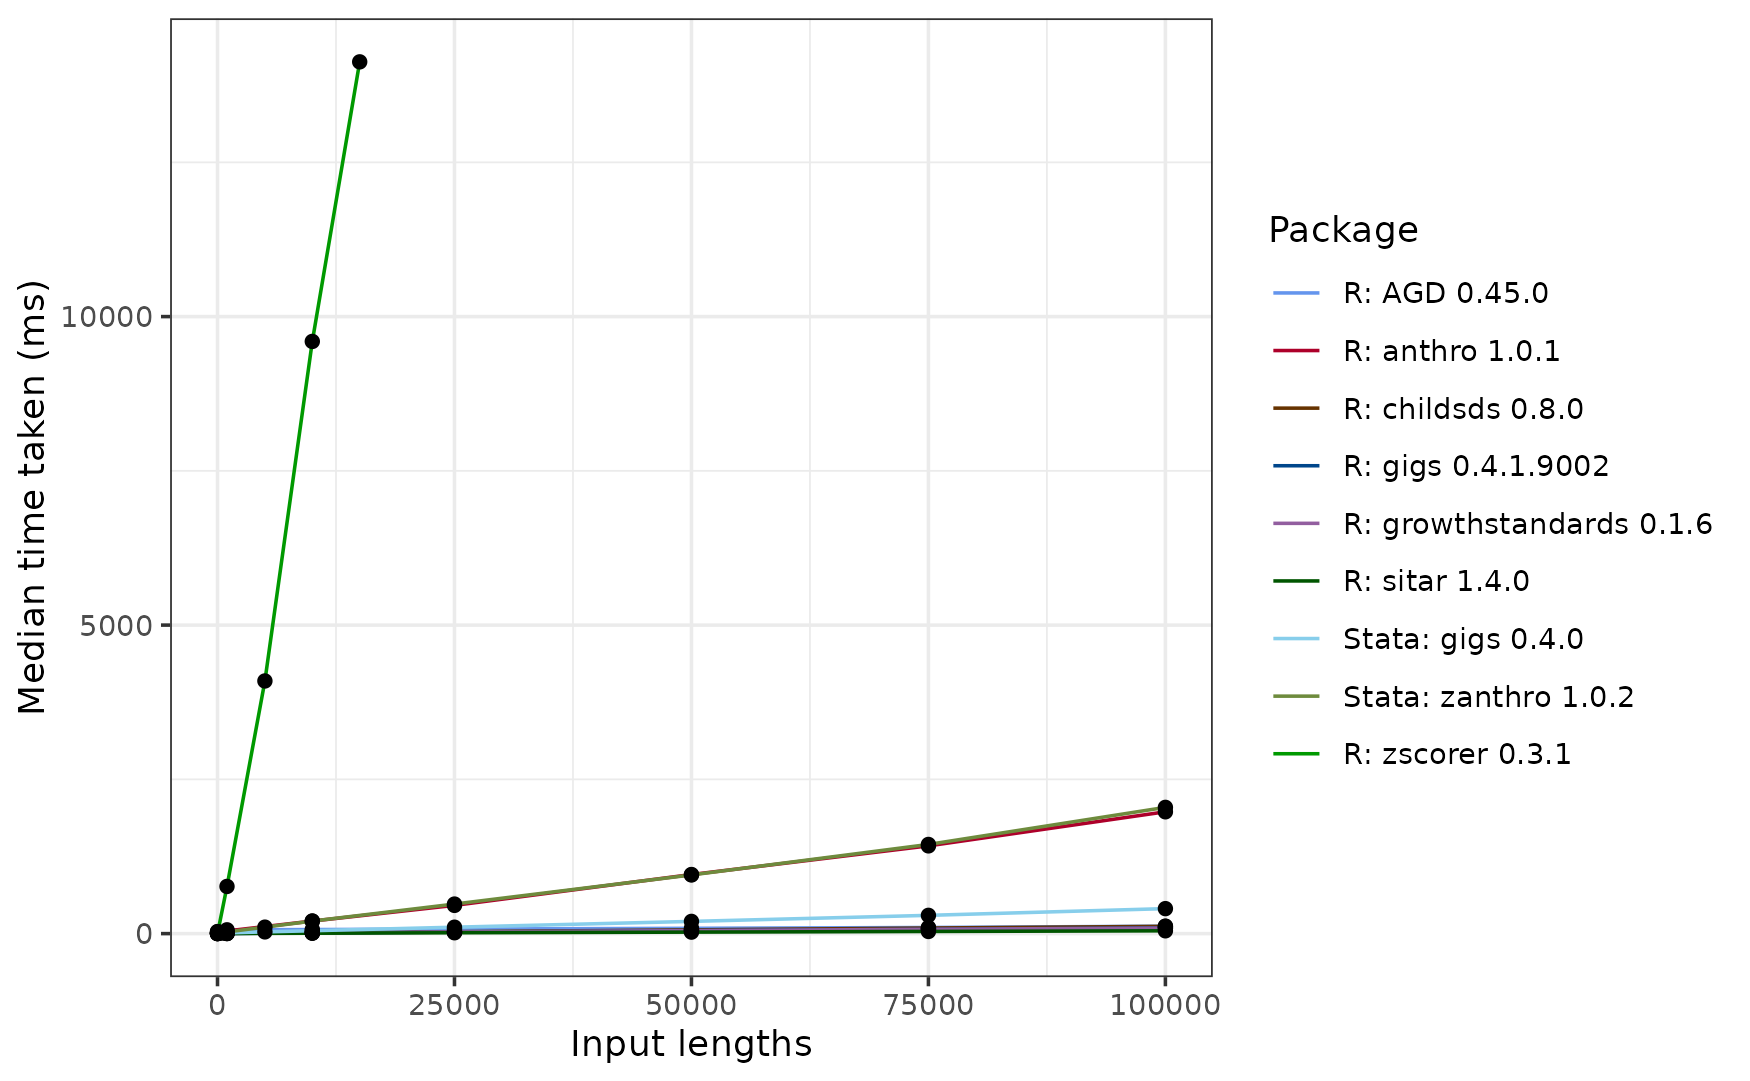 Median time taken (ms)
10000
5000
0
0 25000 50000 75000 100000
Input lengths
Package
R: AGD 0.45.0
R: anthro 1.0.1
R: childsds 0.8.0
R: gigs 0.4.1.9002
R: growthstandards 0.1.6
R: sitar 1.4.0
Stata: gigs 0.4.0
Stata: zanthro 1.0.2
R: zscorer 0.3.1